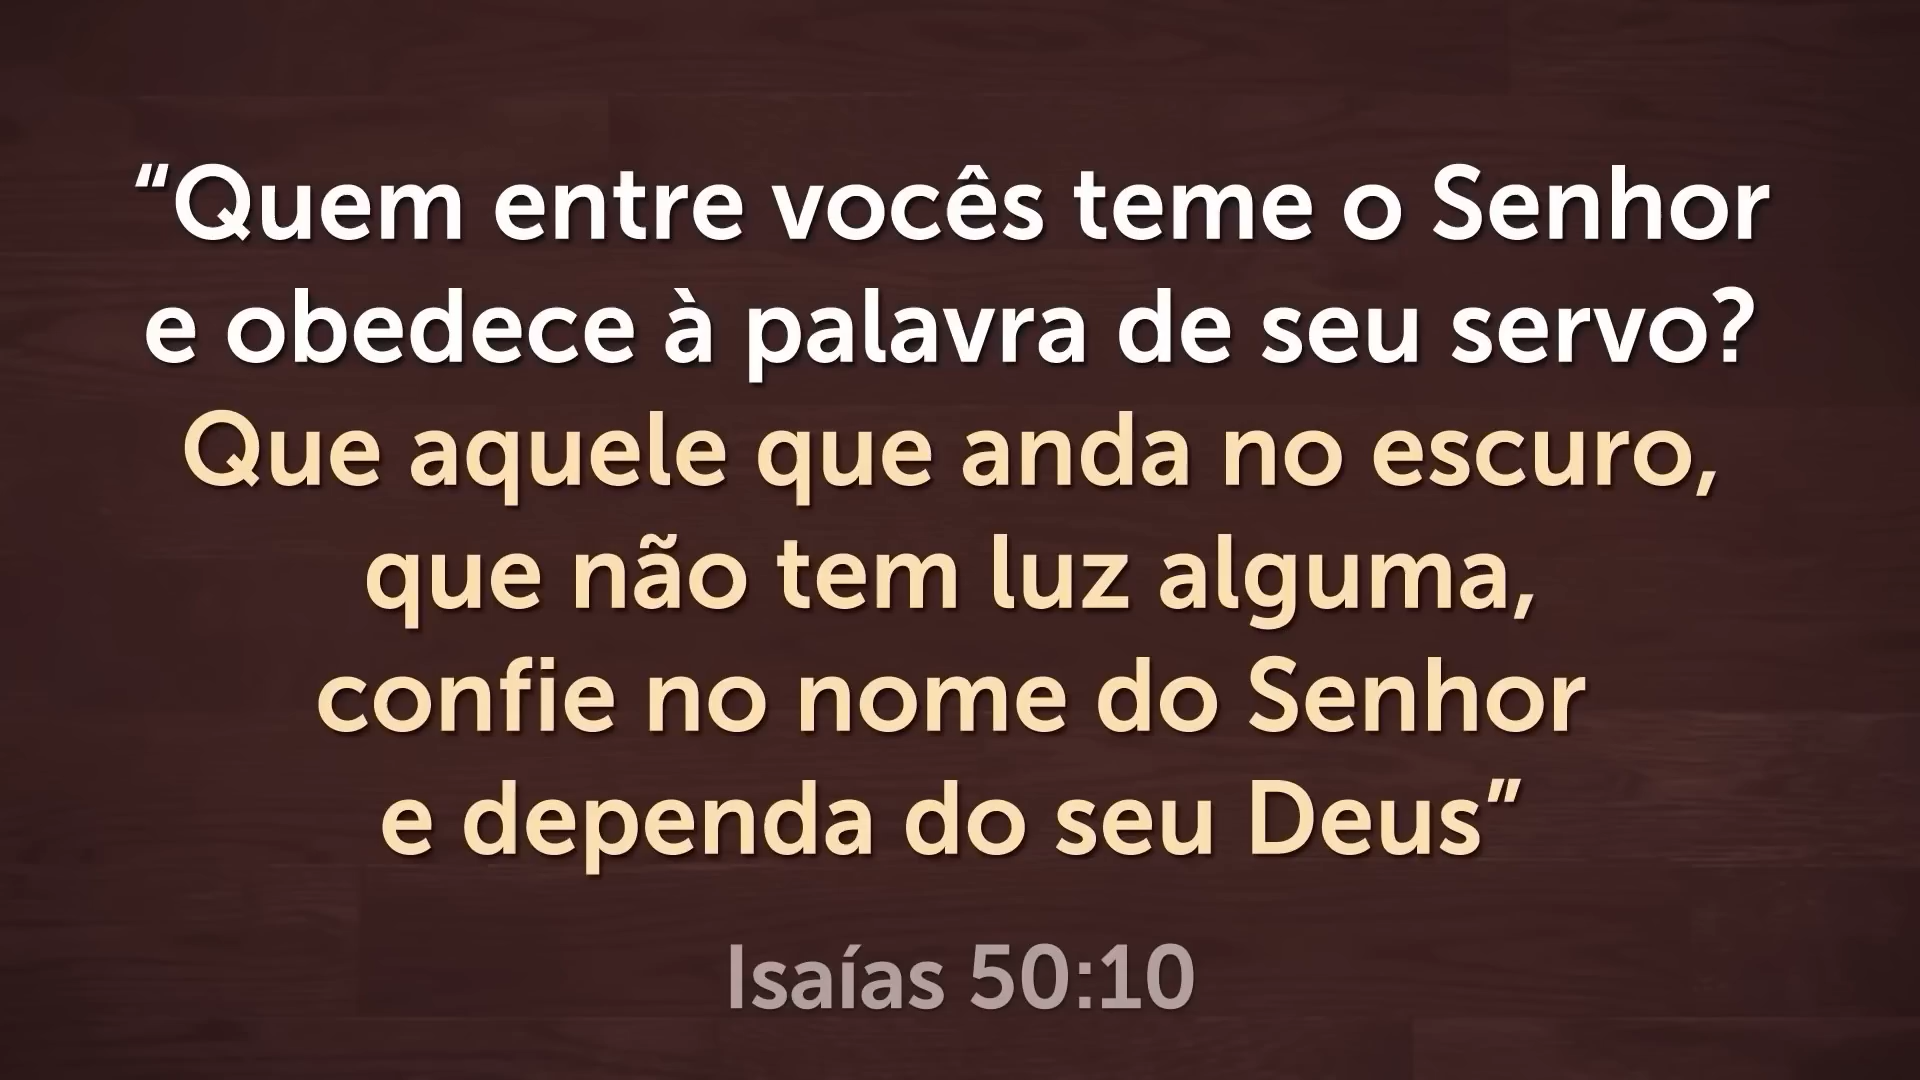 “Quem entre vocês teme o Senhor
e obedece à palavra de seu servo?
Que aquele que anda no escuro,
que não tem luz alguma,
confie no nome do Senhor
e dependa do seu Deus”
Isaías 50:10